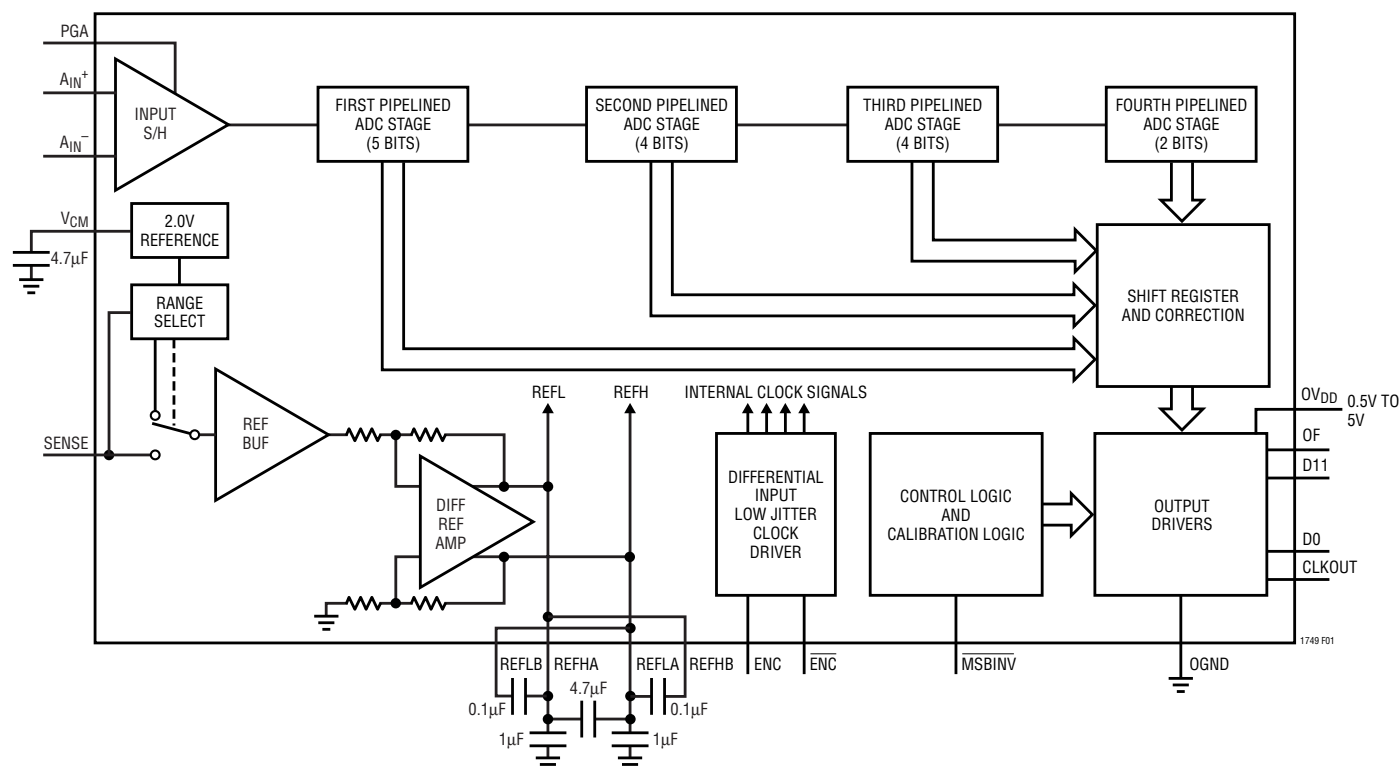 PGA
AIN+
AIN−
INPUT
S/H
FIRST PIPELINED
ADC STAGE
(5 BITS)
SECOND PIPELINED
ADC STAGE
(4 BITS)
THIRD PIPELINED
ADC STAGE
(4 BITS)
FOURTH PIPELINED
ADC STAGE
(2 BITS)
VCM
4.7µF
2.0V
REFERENCE
RANGE
SELECT
SHIFT REGISTER
AND CORRECTION
SENSE
REF
BUF
DIFF
REF
AMP
REFL
REFH
INTERNAL CLOCK SIGNALS
DIFFERENTIAL
INPUT
LOW JITTER
CLOCK
DRIVER
CONTROL LOGIC
AND
CALIBRATION LOGIC
OUTPUT
DRIVERS
OVDD
0.5V TO
5V
OF
D11
D0
CLKOUT
1749 F01
REFLB
REFHA
REFLA
REFHB
ENC
E̅N̅C̅
M̅S̅B̅I̅N̅V̅
OGND
4.7µF
0.1µF
0.1µF
1µF
1µF